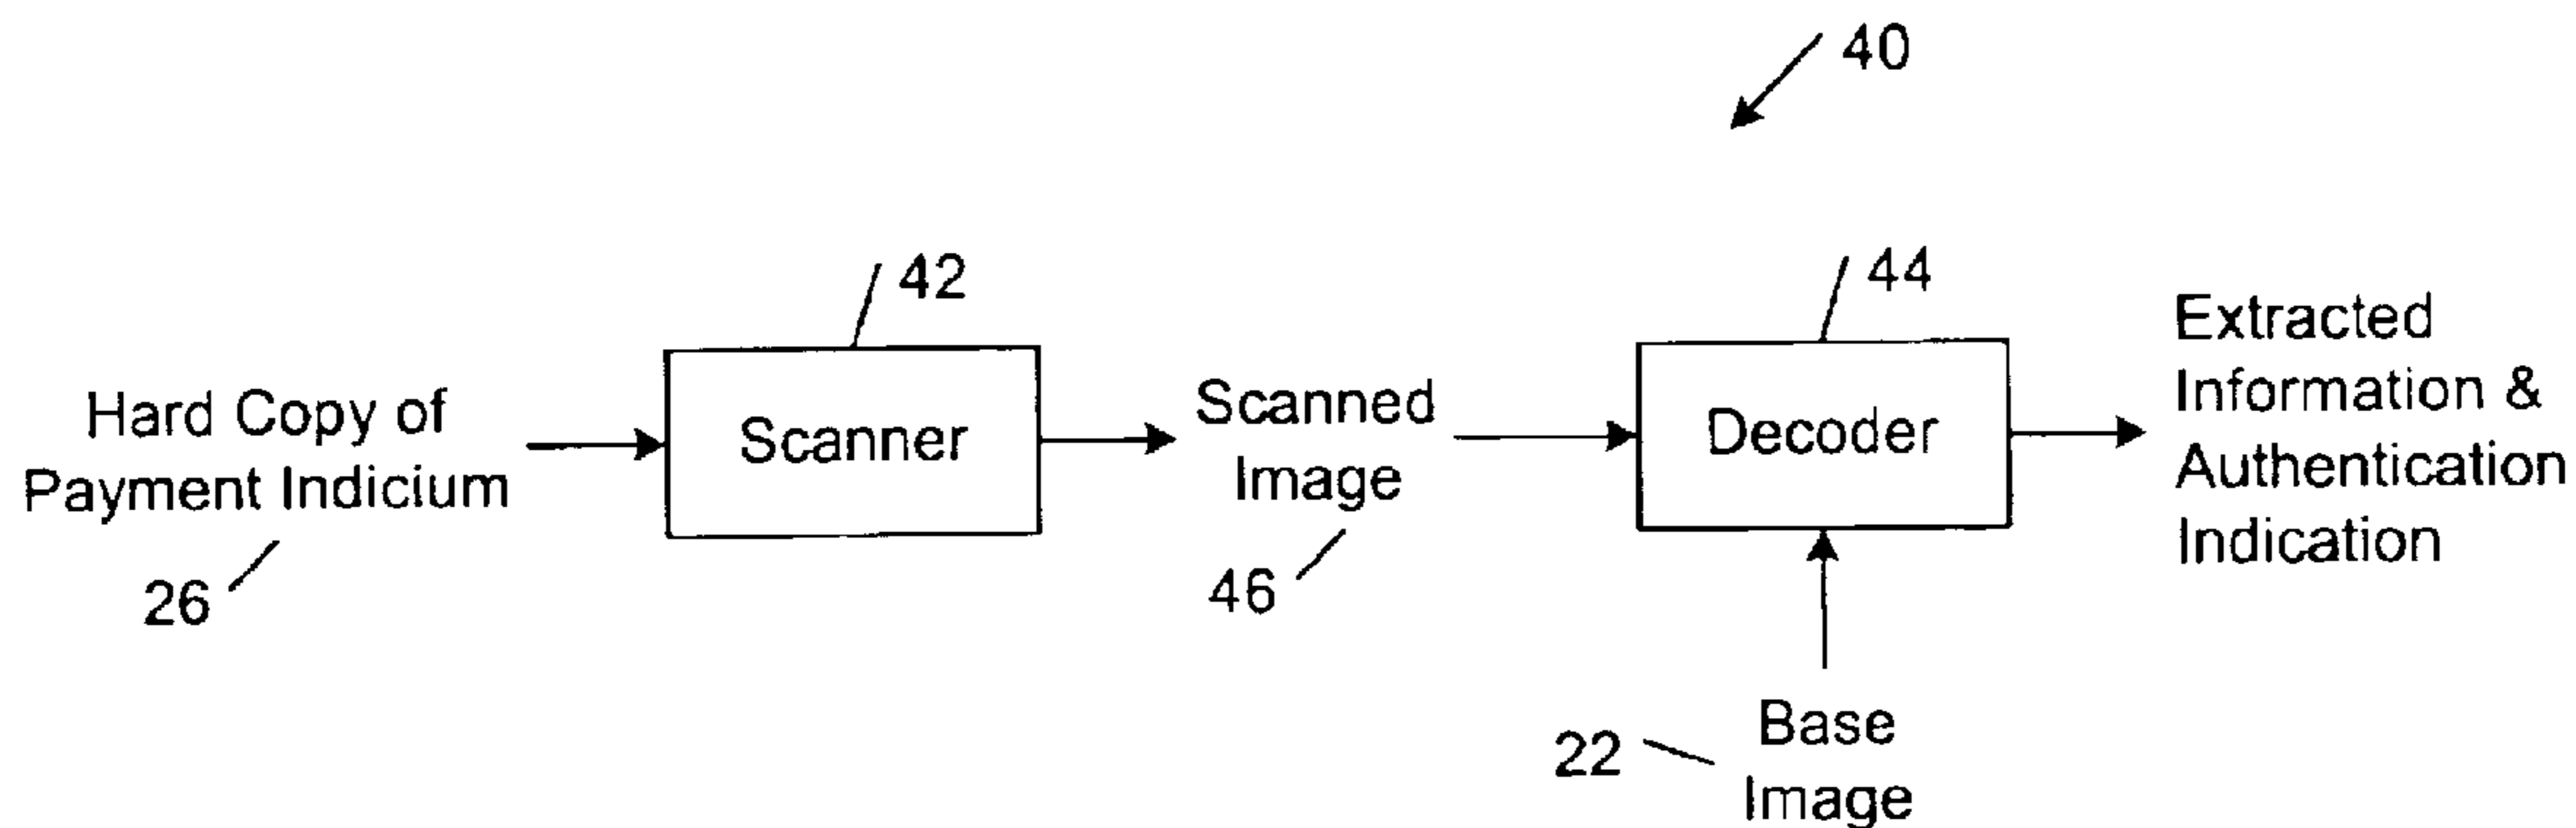 40
42
44
Hard Copy of
Payment Indicium
26
Scanner
Scanned
Image
46
Decoder
Extracted
Information &
Authentication
Indication
22
Base
Image